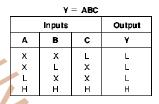 Y = ABC
Inputs Output
A B C Y
X X L L
X L X L
L X X L
H H H H